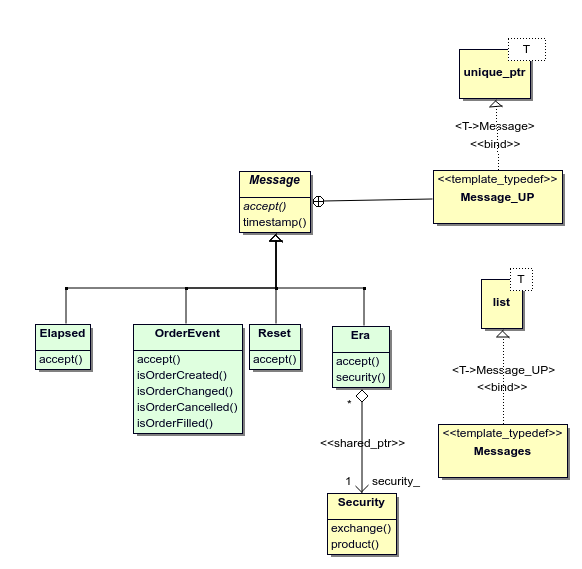 T
unique_ptr
<T->Message>
<<bind>>
<<template_typedef>>
Message_UP
Message
accept()
timestamp()
T
list
<T->Message_UP>
<<bind>>
<<template_typedef>>
Messages
Elapsed
accept()
OrderEvent
accept()
isOrderCreated()
isOrderChanged()
isOrderCancelled()
isOrderFilled()
Reset
accept()
Era
accept()
security()
*
<<shared_ptr>>
1 security_
Security
exchange()
product()